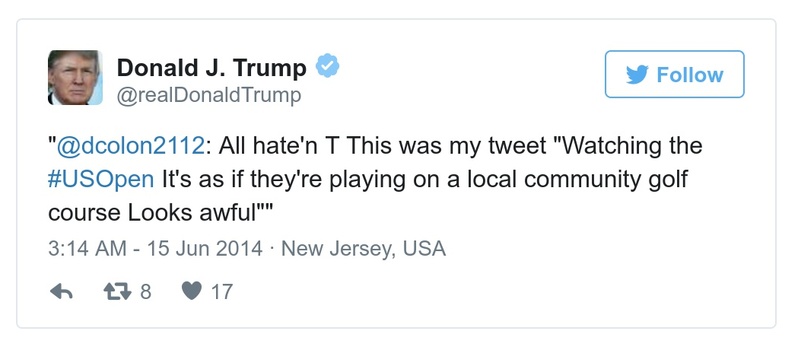 Donald J. Trump
Follow
@realDonaldTrump
"@dcolon2112: All hate'n T This was my tweet "Watching the
#USOpen It's as if they're playing on a local community golf
course Looks awful""
3:14 AM - 15 Jun 2014 · New Jersey, USA
8 17